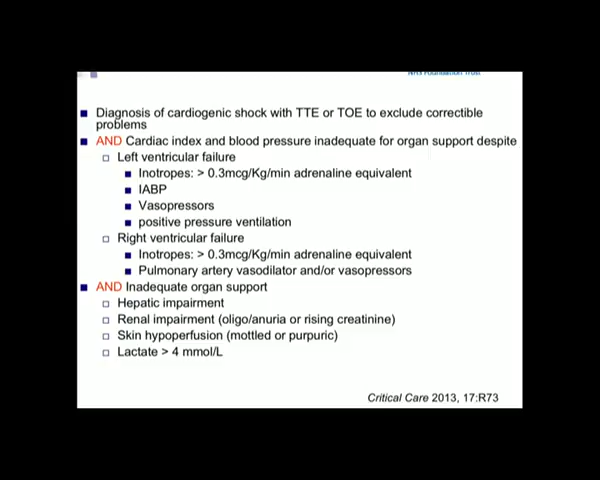 NHS Foundation Trust
Diagnosis of cardiogenic shock with TTE or TOE to exclude correctible
problems
AND Cardiac index and blood pressure inadequate for organ support despite
Left ventricular failure
Inotropes: > 0.3mcg/Kg/min adrenaline equivalent
IABP
Vasopressors
positive pressure ventilation
Right ventricular failure
Inotropes: > 0.3mcg/Kg/min adrenaline equivalent
Pulmonary artery vasodilator and/or vasopressors
AND Inadequate organ support
Hepatic impairment
Renal impairment (oligo/anuria or rising creatinine)
Skin hypoperfusion (mottled or purpuric)
Lactate > 4 mmol/L
Critical Care 2013, 17:R73